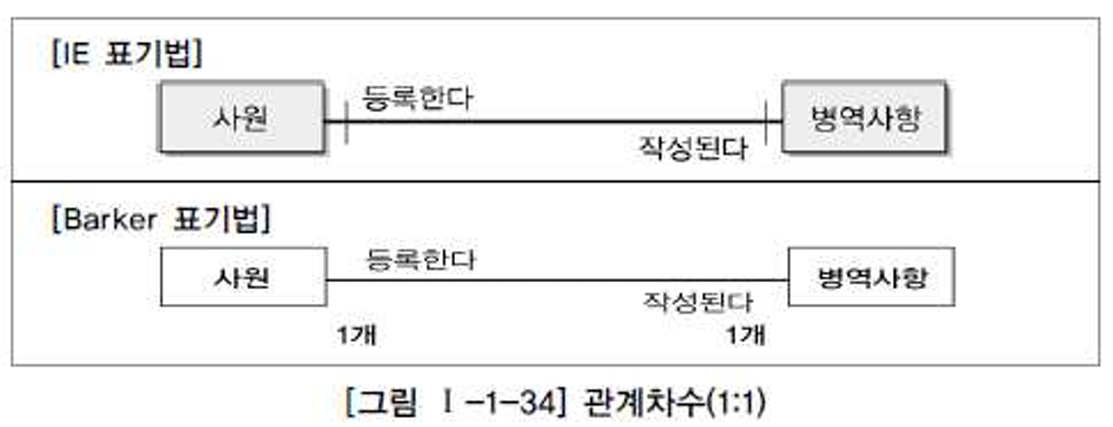 [IE 표기법]
등록한다
사원
병역사항
작성된다
[Barker 표기법]
등록한다
사원
병역사항
작성된다
1개 1개
[그림 Ⅰ-1-34] 관계차수(1:1)